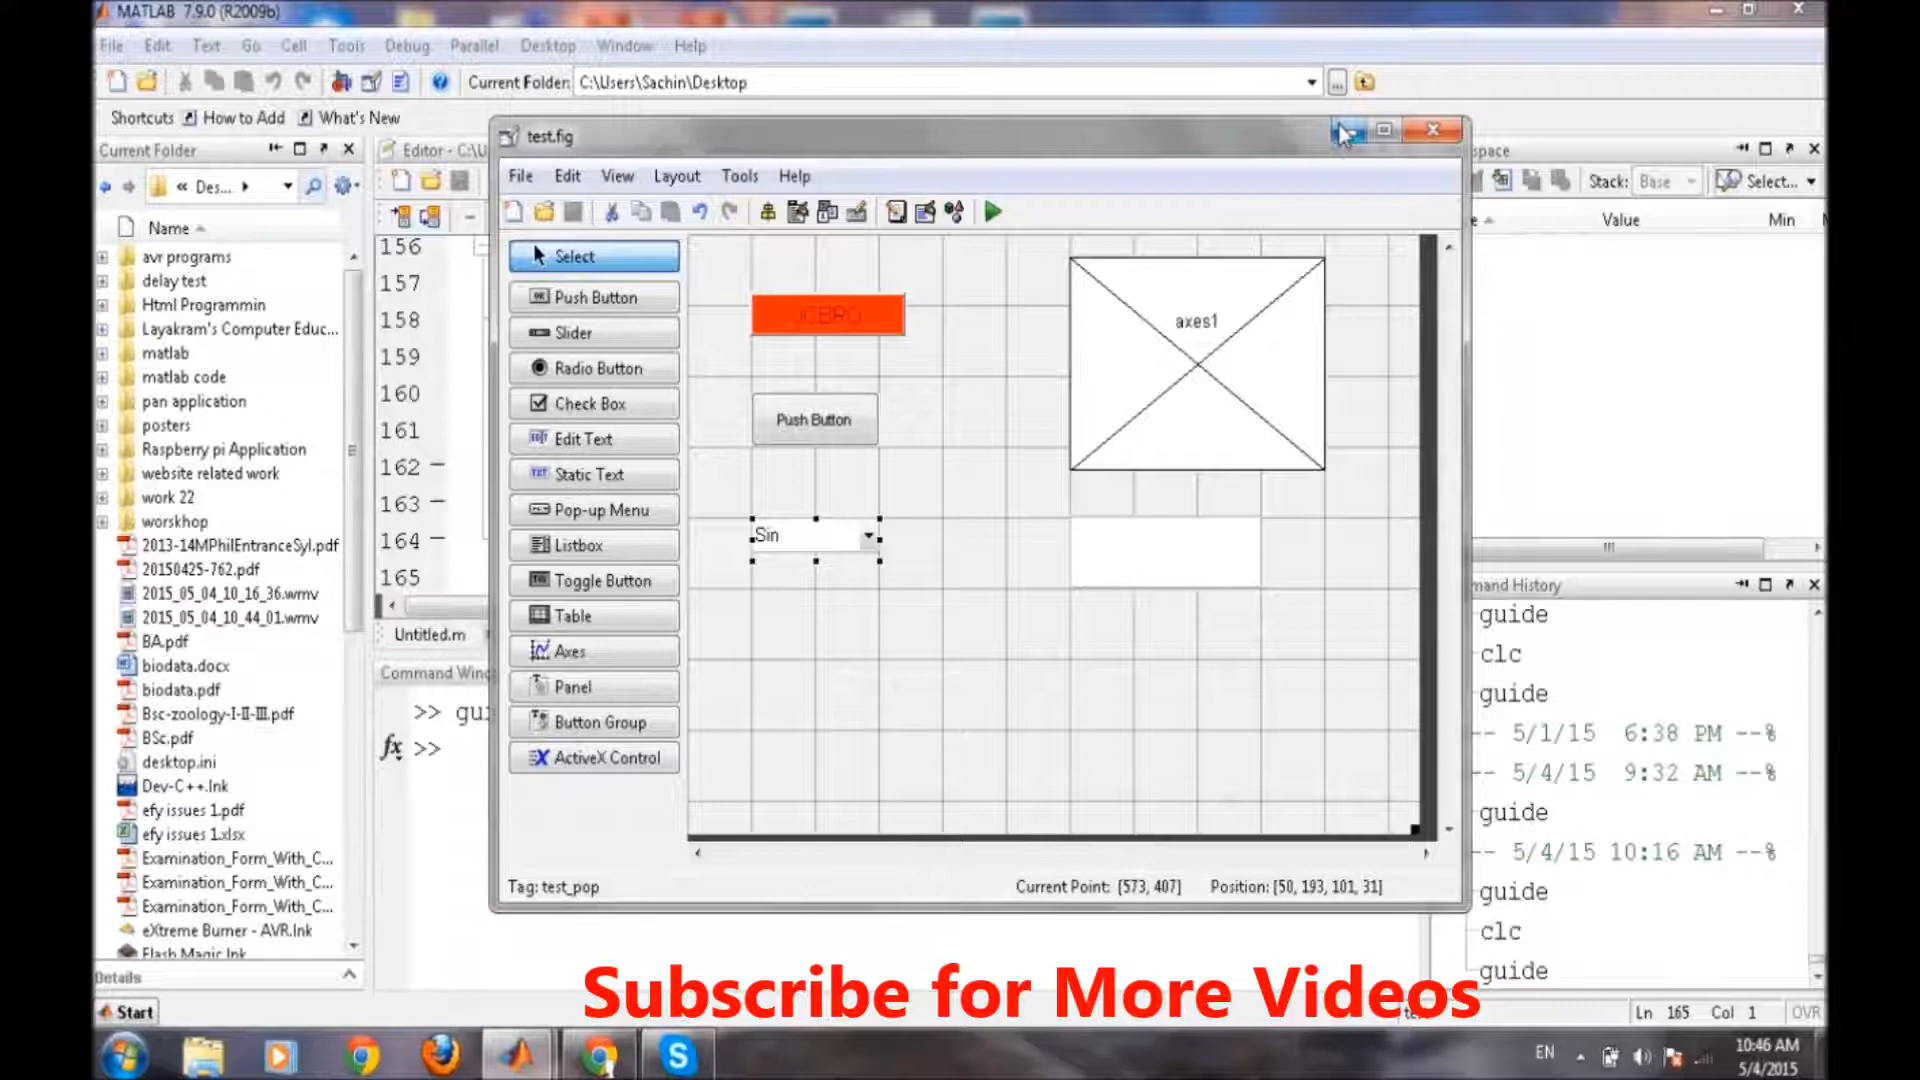 MATLAB 7.9.0 (R2009b)
File Edit Text Go Cell Tools Debug Parallel Desktop Window Help
Current Folder: C:\Users\Sachin\Desktop
Shortcuts How to Add What's New
Current Folder
Editor - C:\U
test.fig
space
« Des...
Stack: Base Select...
File Edit View Layout Tools Help
Name
Value Min
avr programs
delay test
Html Programmin
Layakram's Computer Educ...
matlab
matlab code
pan application
posters
Raspberry pi Application
website related work
work 22
worskhop
2013-14MPhilEntranceSyl.pdf
20150425-762.pdf
2015_05_04_10_16_36.wmv
2015_05_04_10_44_01.wmv
BA.pdf
biodata.docx
biodata.pdf
Bsc-zoology-I-II-III.pdf
BSc.pdf
desktop.ini
Dev-C++.lnk
efy issues 1.pdf
efy issues 1.xlsx
Examination_Form_With_C...
Examination_Form_With_C...
Examination_Form_With_C...
eXtreme Burner - AVR.lnk
Flash Magic.lnk
Details
156
157
158
159
160
161
162
163
164
165
Untitled.m
Command Wind
>> gui
fx >>
Select
Push Button
Slider
Radio Button
Check Box
Edit Text
Static Text
Pop-up Menu
Listbox
Toggle Button
Table
Axes
Panel
Button Group
ActiveX Control
JCBRO
Push Button
Sin
axes1
Tag: test_pop
Current Point: [573, 407] Position: [50, 193, 101, 31]
mand History
guide
clc
guide
-- 5/1/15 6:38 PM --%
-- 5/4/15 9:32 AM --%
guide
-- 5/4/15 10:16 AM --%
guide
clc
guide
Subscribe for More Videos
Start
Ln 165 Col 1 OVR
EN
10:46 AM
5/4/2015